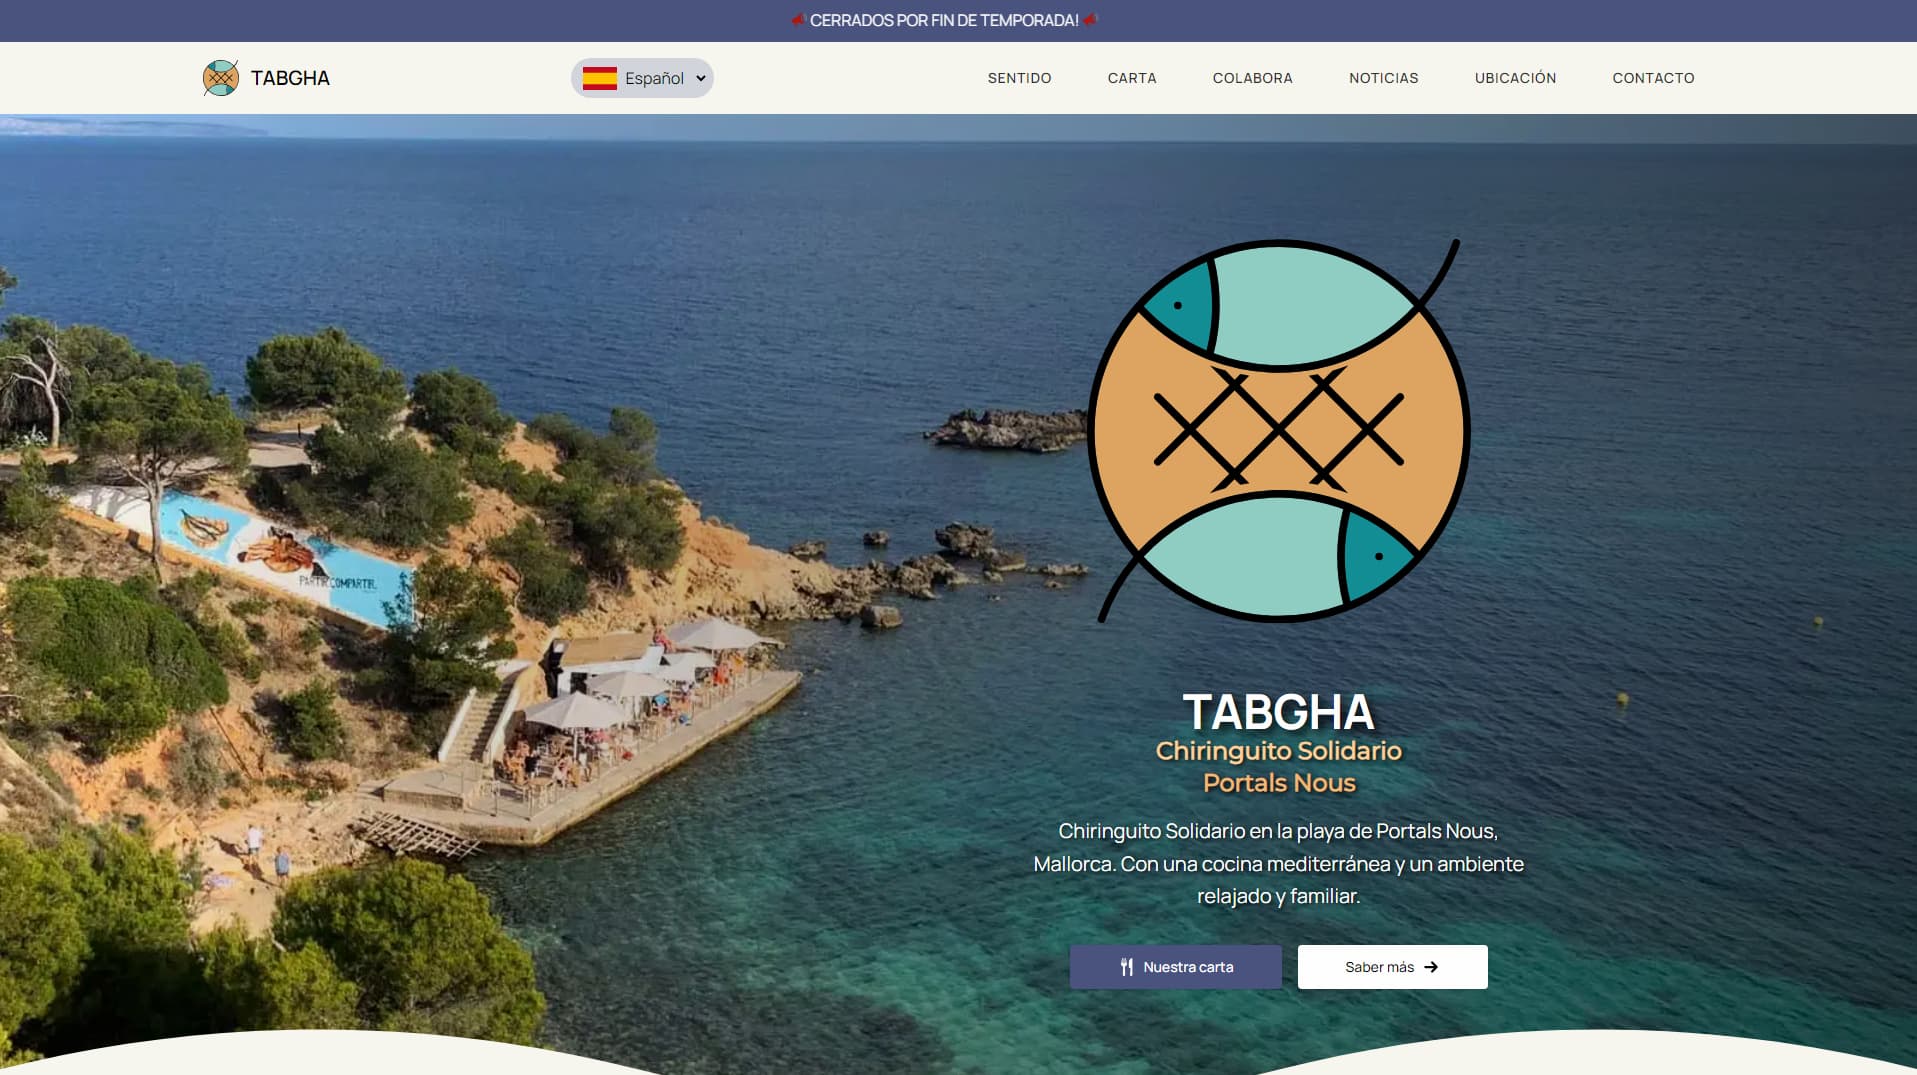 CERRADOS POR FIN DE TEMPORADA!
TABGHA
Español
SENTIDO
CARTA
COLABORA
NOTICIAS
UBICACIÓN
CONTACTO
PARTIR COMPARTIR
TABGHA
Chiringuito Solidario
Portals Nous
Chiringuito Solidario en la playa de Portals Nous,
Mallorca. Con una cocina mediterránea y un ambiente
relajado y familiar.
Nuestra carta
Saber más